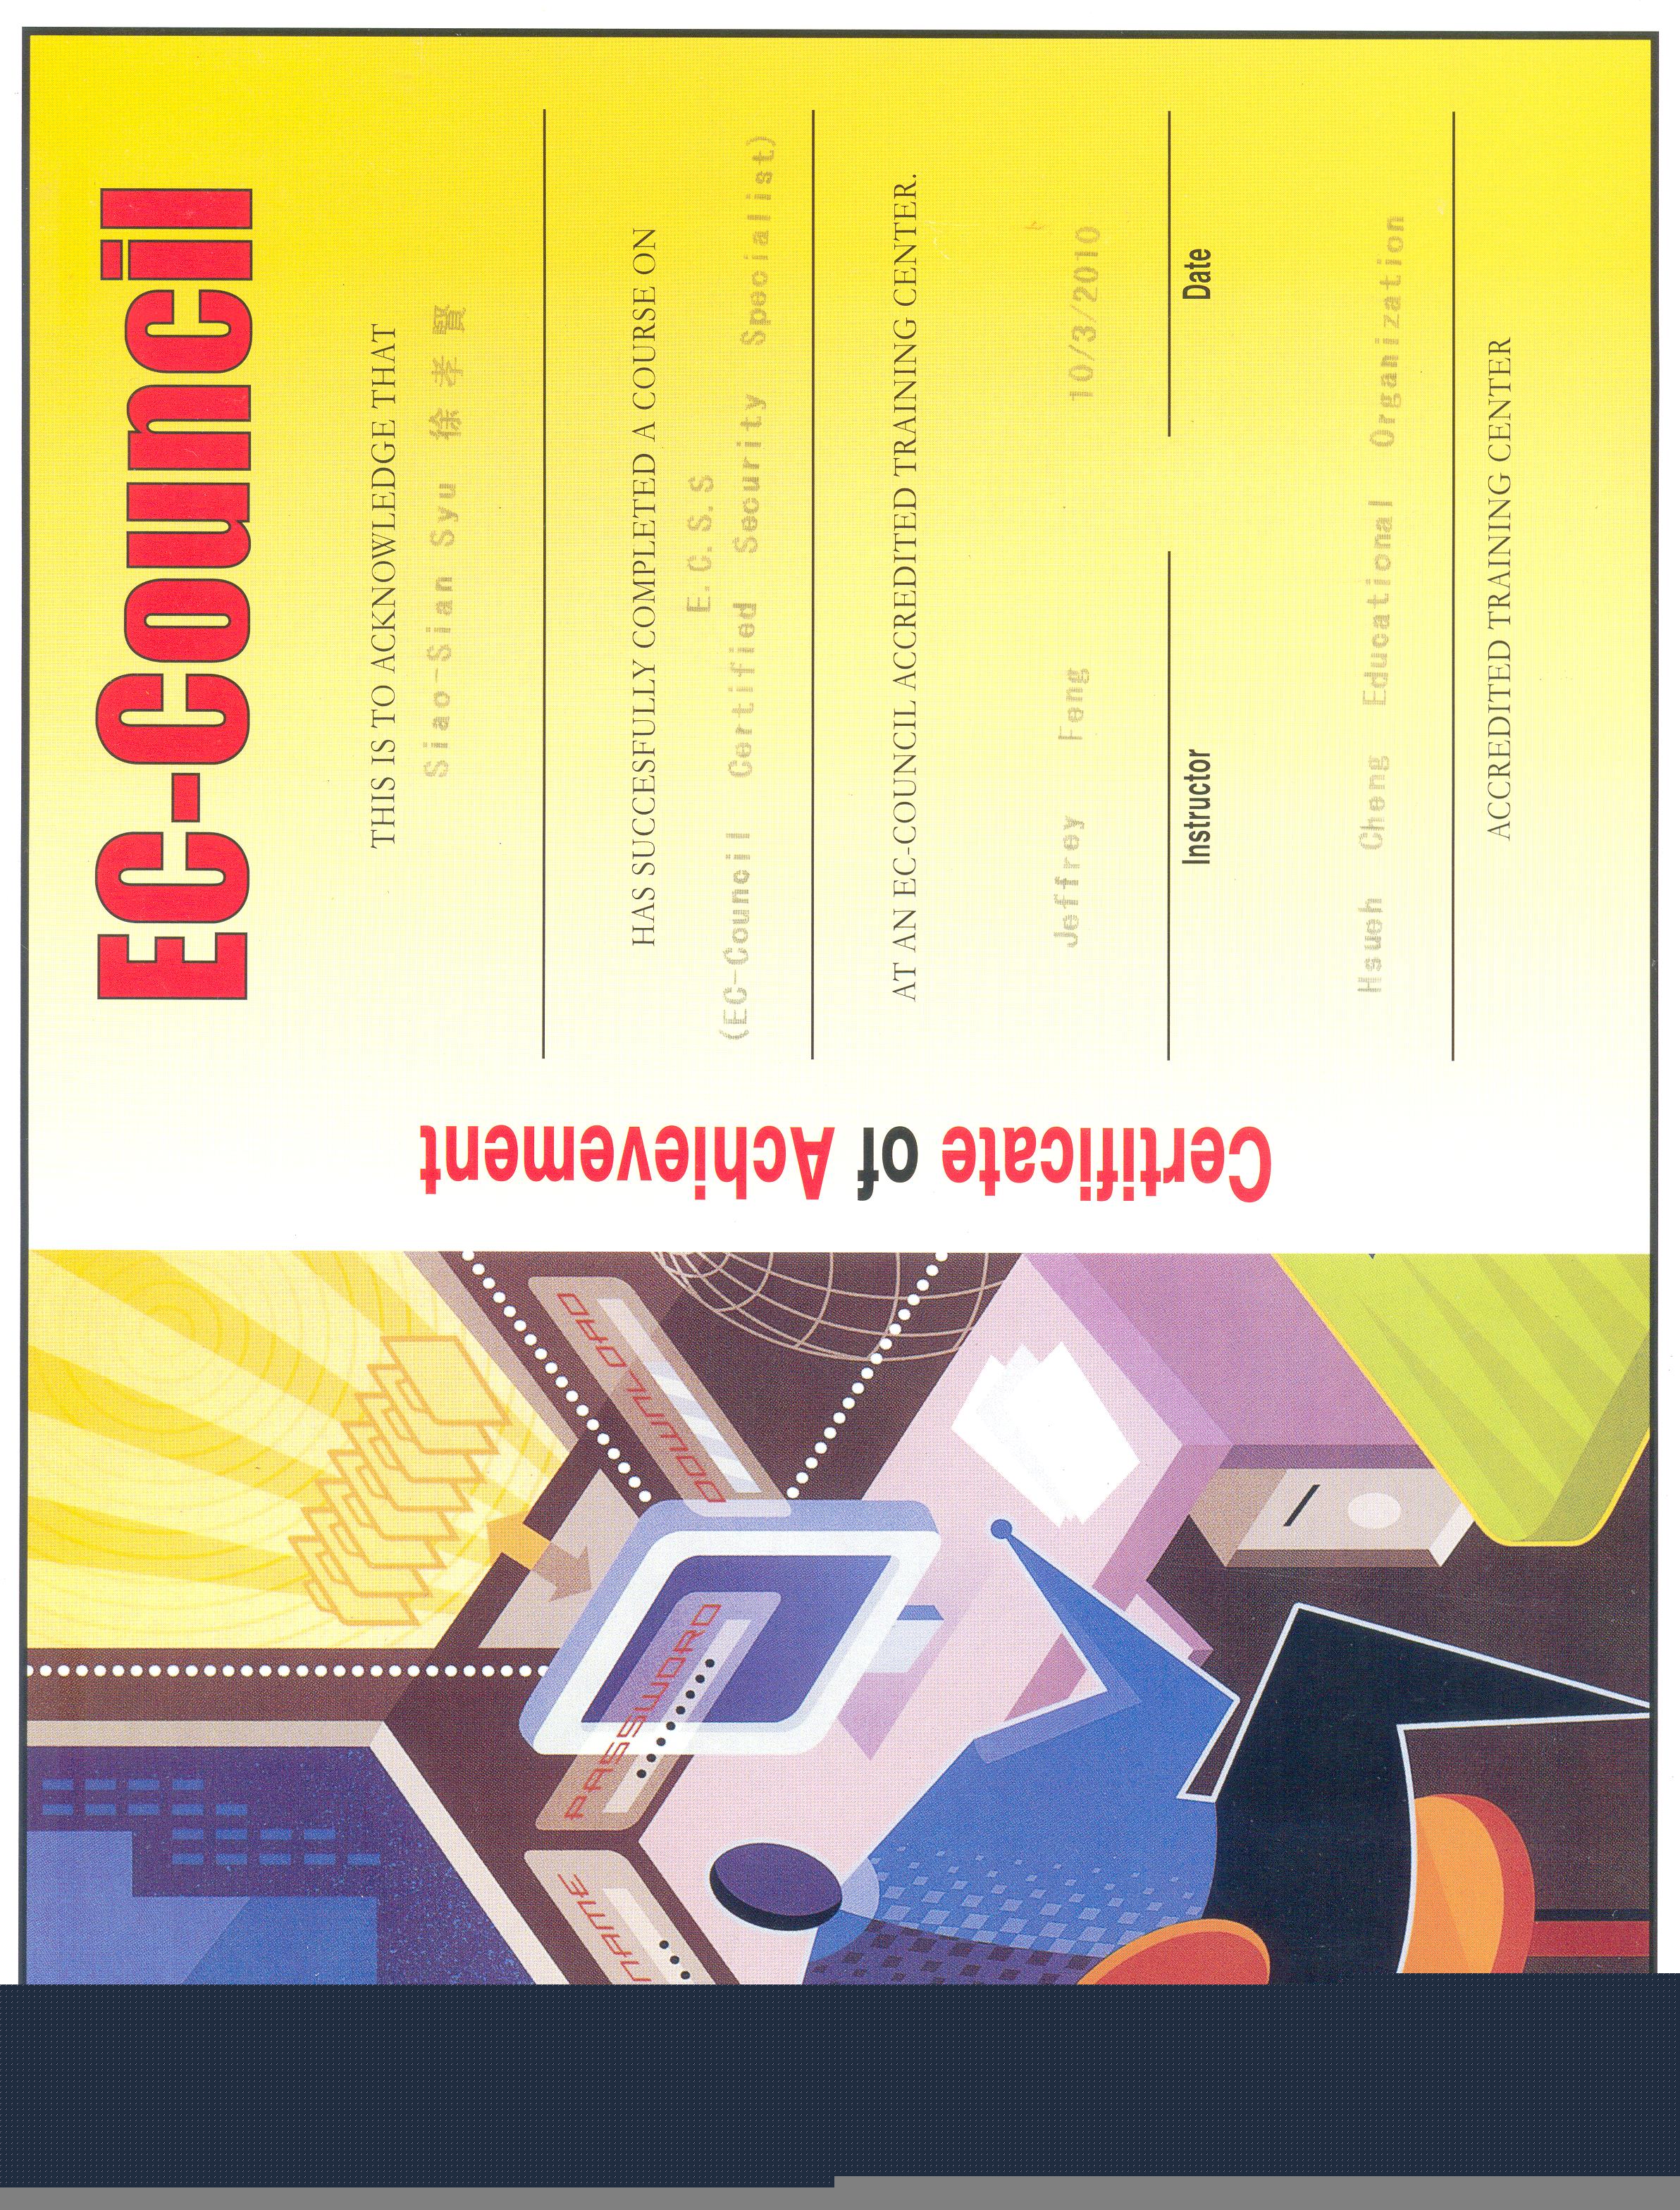 EC-Council
Certificate of Achievement
THIS IS TO ACKNOWLEDGE THAT
Siao-Sian Syu 徐孝賢
HAS SUCCESFULLY COMPLETED A COURSE ON
E.C.S.S
(EC-Council Certified Security Specialist)
AT AN EC-COUNCIL ACCREDITED TRAINING CENTER.
Jeffrey Feng 10/3/2010
Instructor Date
Hsueh Cheng Educational Organization
ACCREDITED TRAINING CENTER
NAME
PASSWORD
DOWNLOAD